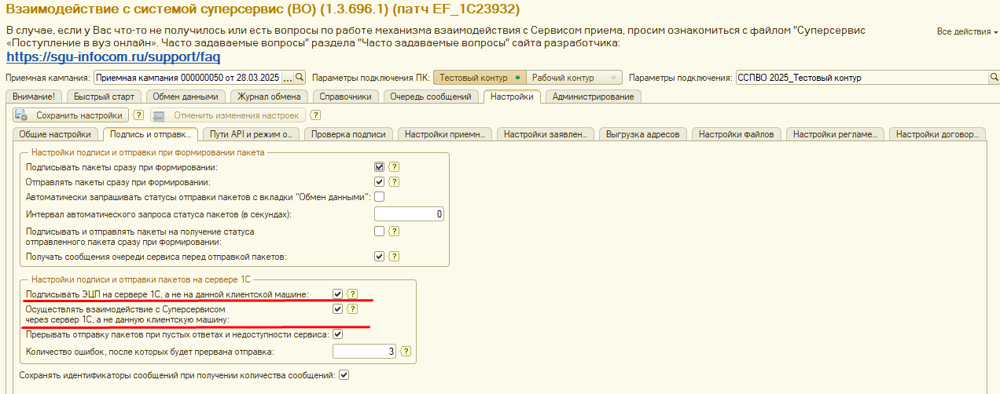 Взаимодействие с системой суперсервис (ВО) (1.3.696.1) (патч EF_1C23932)
В случае, если у Вас что-то не получилось или есть вопросы по работе механизма взаимодействия с Сервисом приема, просим ознакомиться с файлом "Суперсервис
«Поступление в вуз онлайн». Часто задаваемые вопросы" раздела "Часто задаваемые вопросы" сайта разработчика:
https://sgu-infocom.ru/support/faq
Все действия
Приемная кампания: Приемная кампания 000000050 от 28.03.2025 ... Параметры подключения ПК: Тестовый контур Рабочий контур Параметры подключения: ССПВО 2025_Тестовый контур
Внимание! Быстрый старт Обмен данными Журнал обмена Справочники Очередь сообщений Настройки Администрирование
Сохранить настройки ? Отменить изменения настроек ?
Общие настройки Подпись и отправк... Пути API и режим о... Проверка подписи Настройки приемн... Настройки заявлен... Выгрузка адресов Настройки файлов Настройки регламе... Настройки договор...
Настройки подписи и отправки при формировании пакета
Подписывать пакеты сразу при формировании: ?
Отправлять пакеты сразу при формировании: ?
Автоматически запрашивать статусы отправки пакетов с вкладки "Обмен данными":
Интервал автоматического запроса статуса пакетов (в секундах): 0
Подписывать и отправлять пакеты на получение статуса
отправленного пакета сразу при формировании: ?
Получать сообщения очереди сервиса перед отправкой пакетов: ?
Настройки подписи и отправки пакетов на сервере 1С
Подписывать ЭЦП на сервере 1С, а не на данной клиентской машине: ?
Осуществлять взаимодействие с Суперсервисом
через сервер 1С, а не данную клиентскую машину: ?
Прерывать отправку пакетов при пустых ответах и недоступности сервиса:
Количество ошибок, после которых будет прервана отправка: 3 ?
Сохранять идентификаторы сообщений при получении количества сообщений: